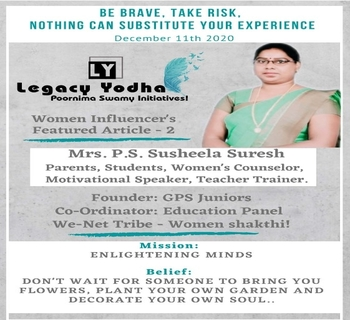 BE BRAVE, TAKE RISK,
NOTHING CAN SUBSTITUTE YOUR EXPERIENCE
December 11th 2020
LY
Legacy Yodha
Poornima Swamy Initiatives!
Women Influencer's
Featured Article - 2
Mrs. P.S. Susheela Suresh
Parents, Students, Women's Counselor,
Motivational Speaker, Teacher Trainer.
Founder: GPS Juniors
Co-Ordinator: Education Panel
We-Net Tribe - Women shakthi!
Mission:
ENLIGHTENING MINDS
Belief:
DON'T WAIT FOR SOMEONE TO BRING YOU
FLOWERS, PLANT YOUR OWN GARDEN AND
DECORATE YOUR OWN SOUL..